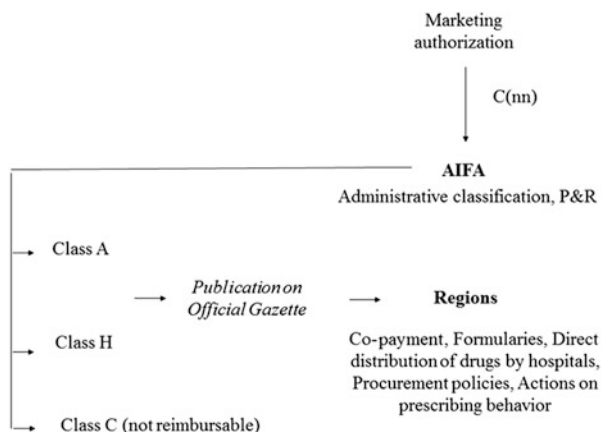 Marketing
authorization
C(nn)
AIFA
Administrative classification, P&R
Class A
Publication on
Official Gazette
Regions
Class H
Co-payment, Formularies, Direct
distribution of drugs by hospitals,
Procurement policies, Actions on
prescribing behavior
Class C (not reimbursable)